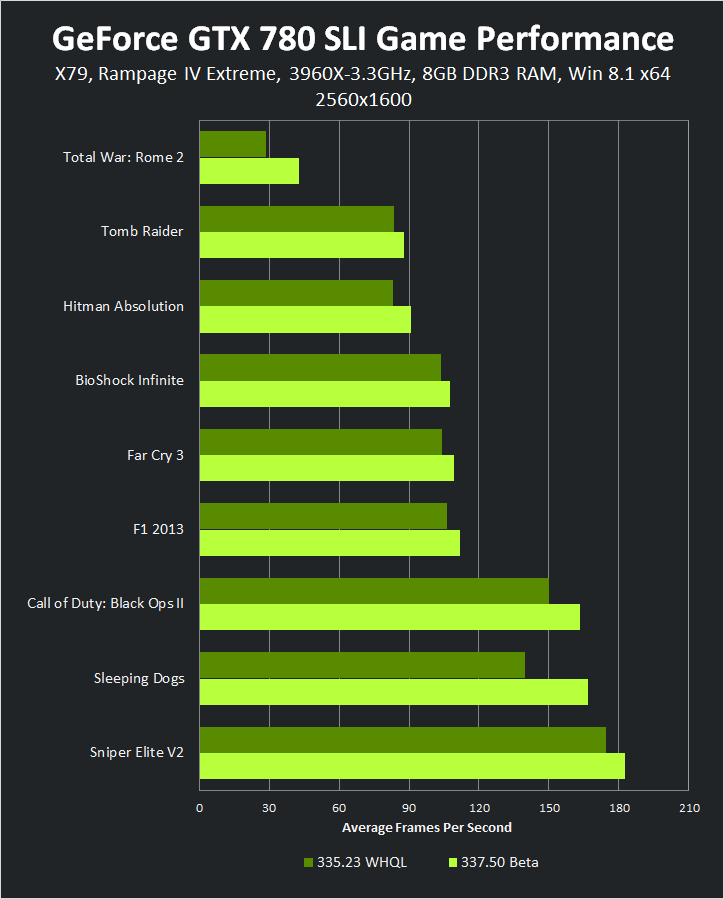 GeForce GTX 780 SLI Game Performance
X79, Rampage IV Extreme, 3960X-3.3GHz, 8GB DDR3 RAM, Win 8.1 x64
2560x1600
Total War: Rome 2
Tomb Raider
Hitman Absolution
BioShock Infinite
Far Cry 3
F1 2013
Call of Duty: Black Ops II
Sleeping Dogs
Sniper Elite V2
0 30 60 90 120 150 180 210
Average Frames Per Second
335.23 WHQL 337.50 Beta